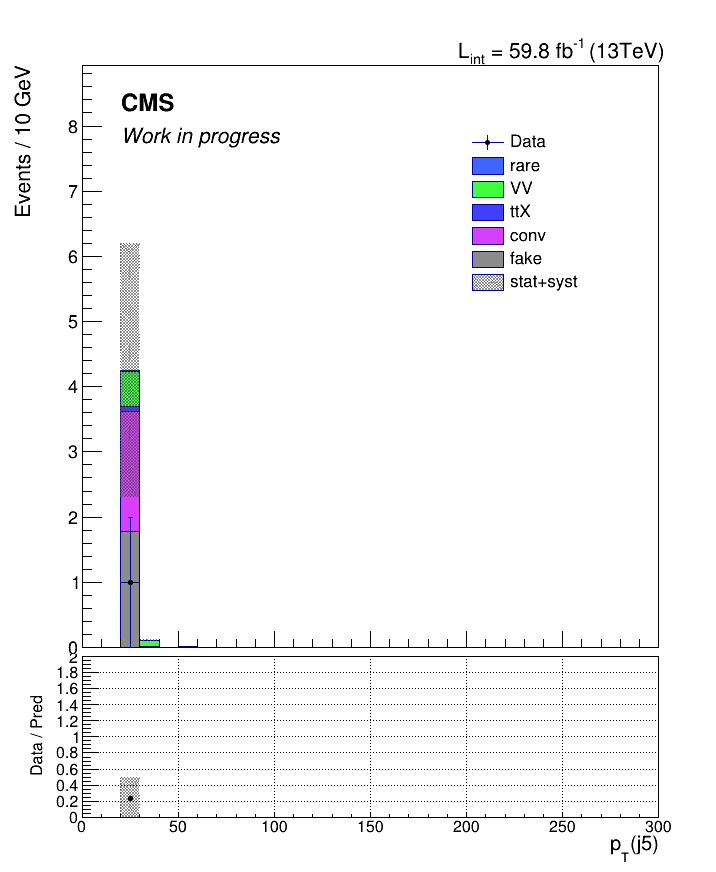 L_int = 59.8 fb^-1 (13TeV)
Events / 10 GeV
CMS
Work in progress
Data
rare
VV
ttX
conv
fake
stat+syst
8
7
6
5
4
3
2
1
0
Data / Pred
2
1.8
1.6
1.4
1.2
1
0.8
0.6
0.4
0.2
0
0 50 100 150 200 250 300
p_T(j5)